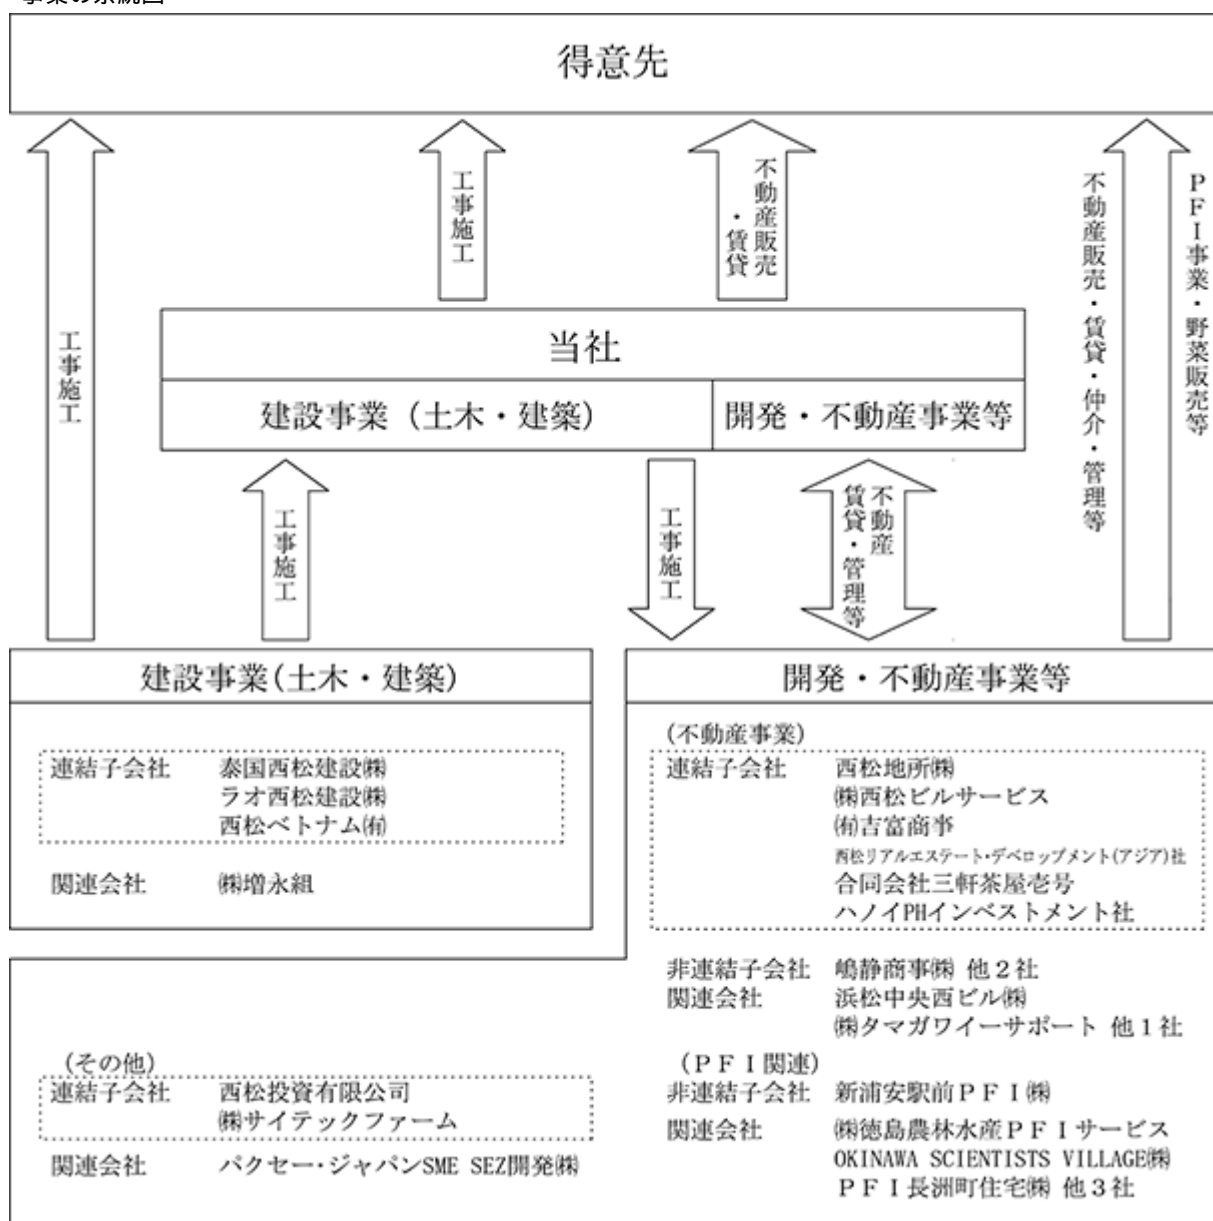 事業の系統図
得意先
工事施工
工事施工
不動産販売
・賃貸
不動産販売・賃貸・仲介・管理等
PFI事業・野菜販売等
当社
建設事業（土木・建築）
開発・不動産事業等
工事施工
工事施工
不動産
賃貸・管理等
建設事業(土木・建築)
連結子会社 泰国西松建設㈱
ラオ西松建設㈱
西松ベトナム㈲
関連会社 ㈱増永組
開発・不動産事業等
(不動産事業)
連結子会社 西松地所㈱
㈱西松ビルサービス
㈲吉富商事
西松リアルエステート・デベロップメント(アジア)社
合同会社三軒茶屋壱号
ハノイPHインベストメント社
非連結子会社 嶋静商事㈱ 他２社
関連会社 浜松中央西ビル㈱
㈱タマガワイーサポート 他１社
(その他)
連結子会社 西松投資有限公司
㈱サイテックファーム
関連会社 パクセー・ジャパンSME SEZ開発㈱
(ＰＦＩ関連)
非連結子会社 新浦安駅前ＰＦＩ㈱
関連会社 ㈱徳島農林水産ＰＦＩサービス
OKINAWA SCIENTISTS VILLAGE㈱
ＰＦＩ長洲町住宅㈱ 他３社